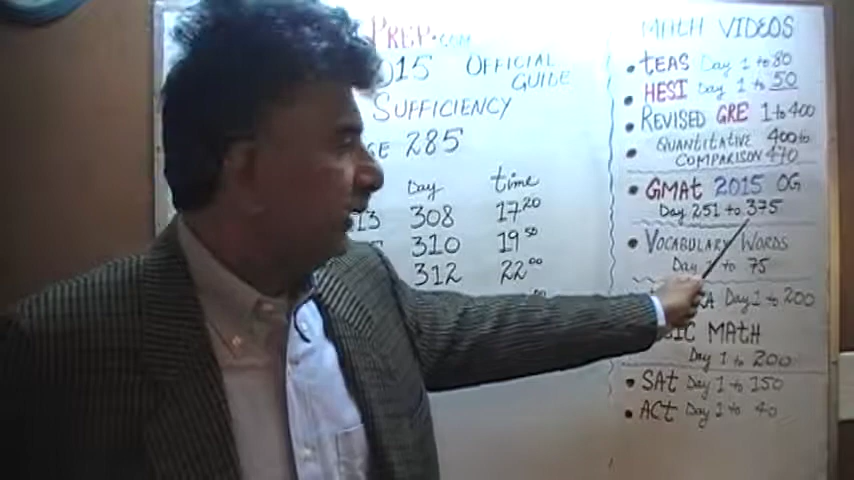 PREP.com
2015 OFFICIAL
GUIDE
SUFFICIENCY
285
Day time
13 308 17 20
310 19 50
312 22 00
MATH VIDEOS
• TEAS Day 1 to 80
• HESI Day 1 to 50
• REVISED GRE 1 to 400
• QUANTITATIVE 400 to
COMPARISON 470
• GMAT 2015 OG
Day 251 to 375
• VOCABULARY WORDS
Day 1 to 75
Day 1 to 200
MATH
Day 1 to 200
• SAT Day 1 to 150
• ACT Day 1 to 40